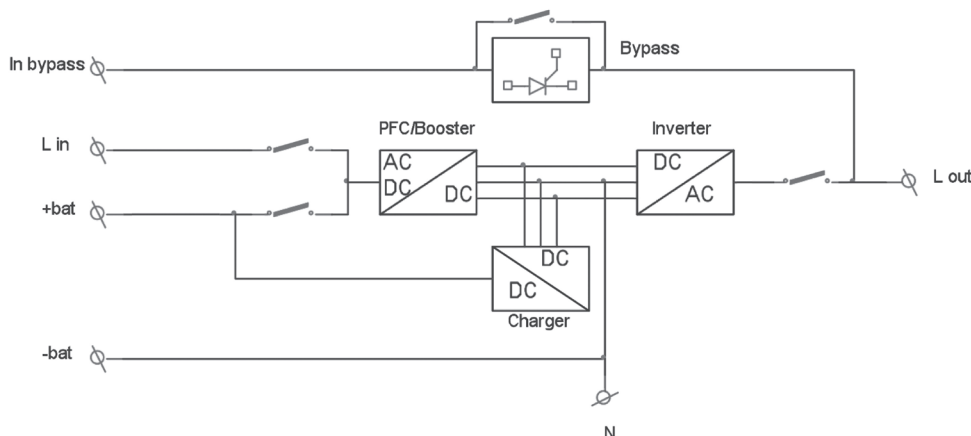 Bypass
In bypass
PFC/Booster
Inverter
L in
AC
DC
DC
DC
AC
L out
+bat
DC
DC
Charger
-bat
N